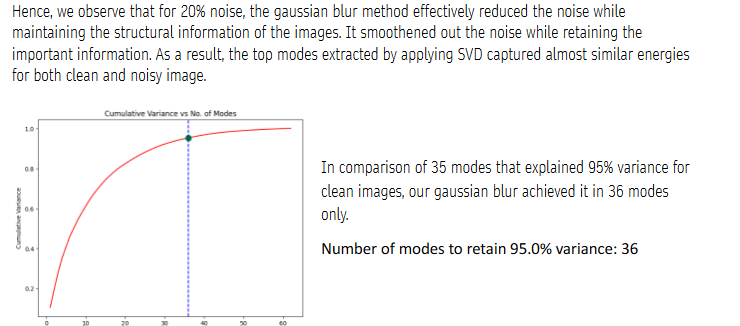 Hence, we observe that for 20% noise, the gaussian blur method effectively reduced the noise while
maintaining the structural information of the images. It smoothened out the noise while retaining the
important information. As a result, the top modes extracted by applying SVD captured almost similar energies
for both clean and noisy image.
Cumulative Variance vs No. of Modes
1.0
0.8
0.6
0.4
0.2
Cumulative Variance
0 10 20 30 40 50 60
In comparison of 35 modes that explained 95% variance for
clean images, our gaussian blur achieved it in 36 modes
only.
Number of modes to retain 95.0% variance: 36